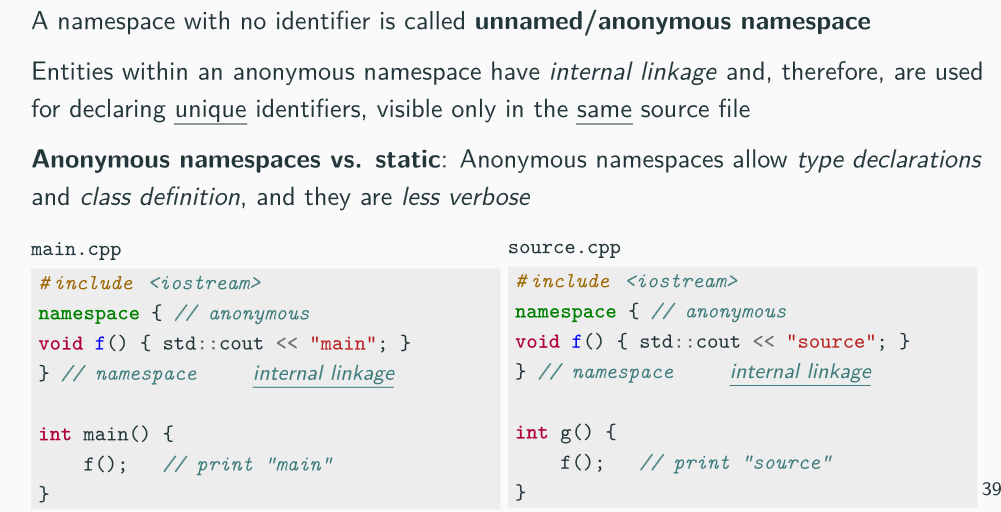 A namespace with no identifier is called unnamed/anonymous namespace
Entities within an anonymous namespace have internal linkage and, therefore, are used
for declaring unique identifiers, visible only in the same source file
Anonymous namespaces vs. static: Anonymous namespaces allow type declarations
and class definition, and they are less verbose
main.cpp
#include <iostream>
namespace { // anonymous
void f() { std::cout << "main"; }
} // namespace internal linkage
int main() {
f(); // print "main"
}
source.cpp
#include <iostream>
namespace { // anonymous
void f() { std::cout << "source"; }
} // namespace internal linkage
int g() {
f(); // print "source"
}
39